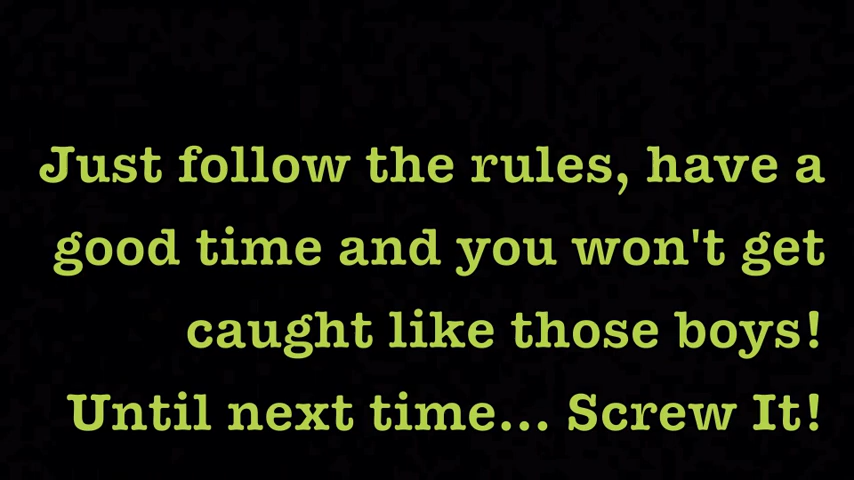 Just follow the rules, have a
good time and you won't get
caught like those boys!
Until next time... Screw It!